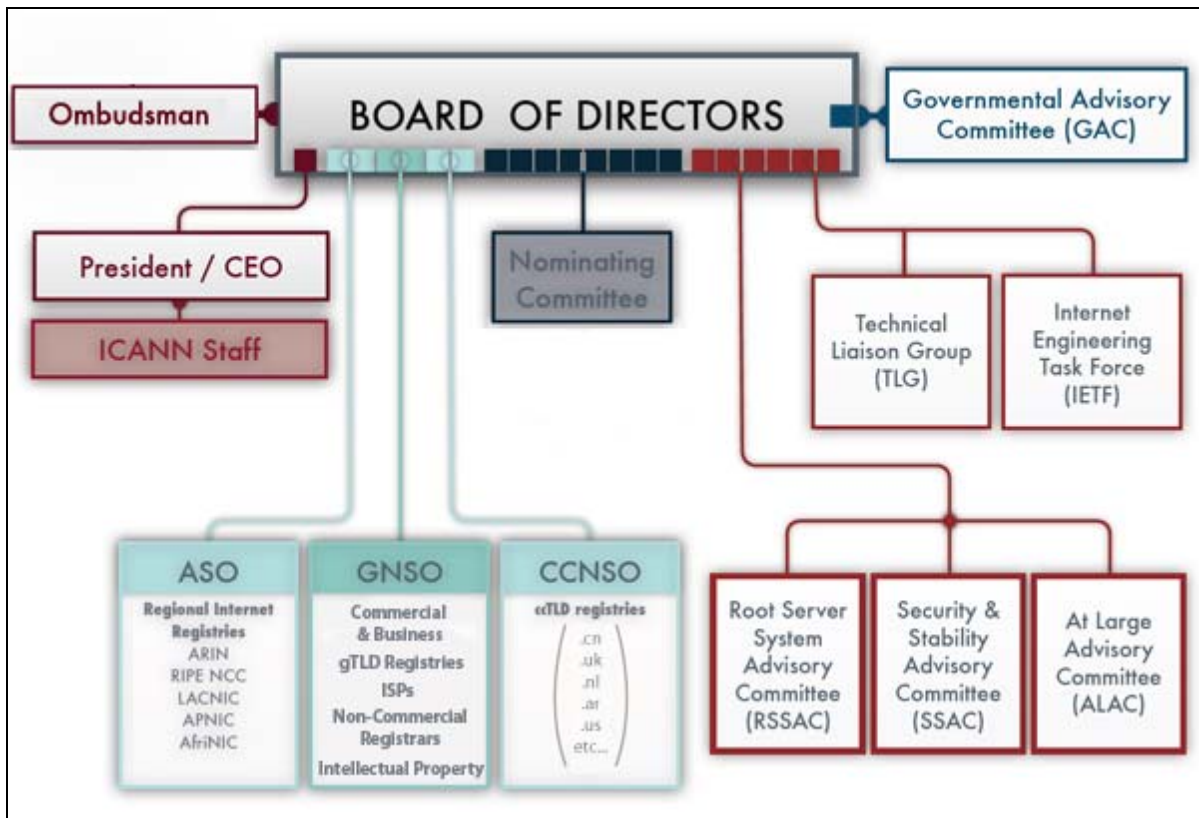 BOARD OF DIRECTORS
Ombudsman
Governmental Advisory
Committee (GAC)
President / CEO
ICANN Staff
Nominating
Committee
Technical
Liaison Group
(TLG)
Internet
Engineering
Task Force
(IETF)
ASO
Regional Internet
Registries
ARIN
RIPE NCC
LACNIC
APNIC
AfriNIC
GNSO
Commercial
& Business
gTLD Registries
ISPs
Non-Commercial
Registrars
Intellectual Property
CCNSO
ccTLD registries
.cn
.uk
.nl
.ar
.us
etc...
Root Server
System
Advisory
Committee
(RSSAC)
Security &
Stability
Advisory
Committee
(SSAC)
At Large
Advisory
Committee
(ALAC)